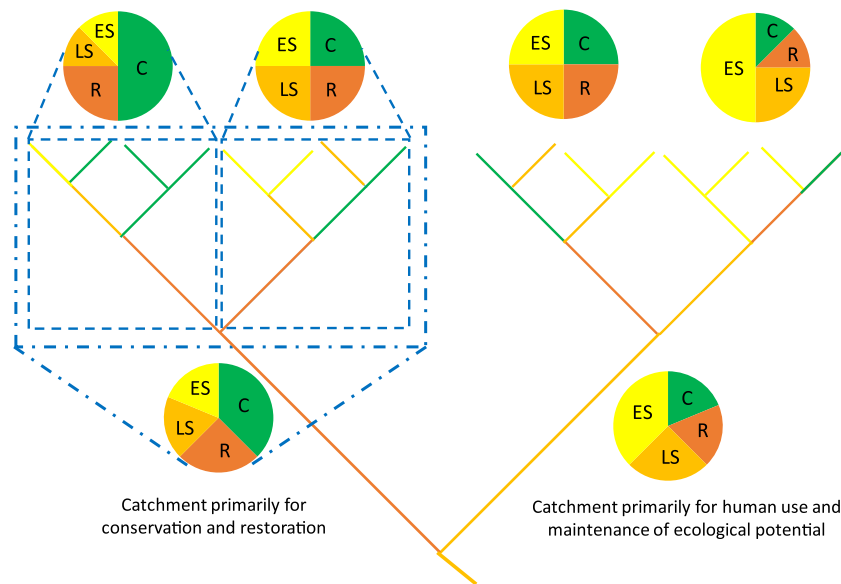 ES
C
LS
R
ES
C
LS
R
ES
C
LS
R
C
R
ES
LS
ES
C
LS
R
ES
C
R
LS
Catchment primarily for
conservation and restoration
Catchment primarily for human use and
maintenance of ecological potential